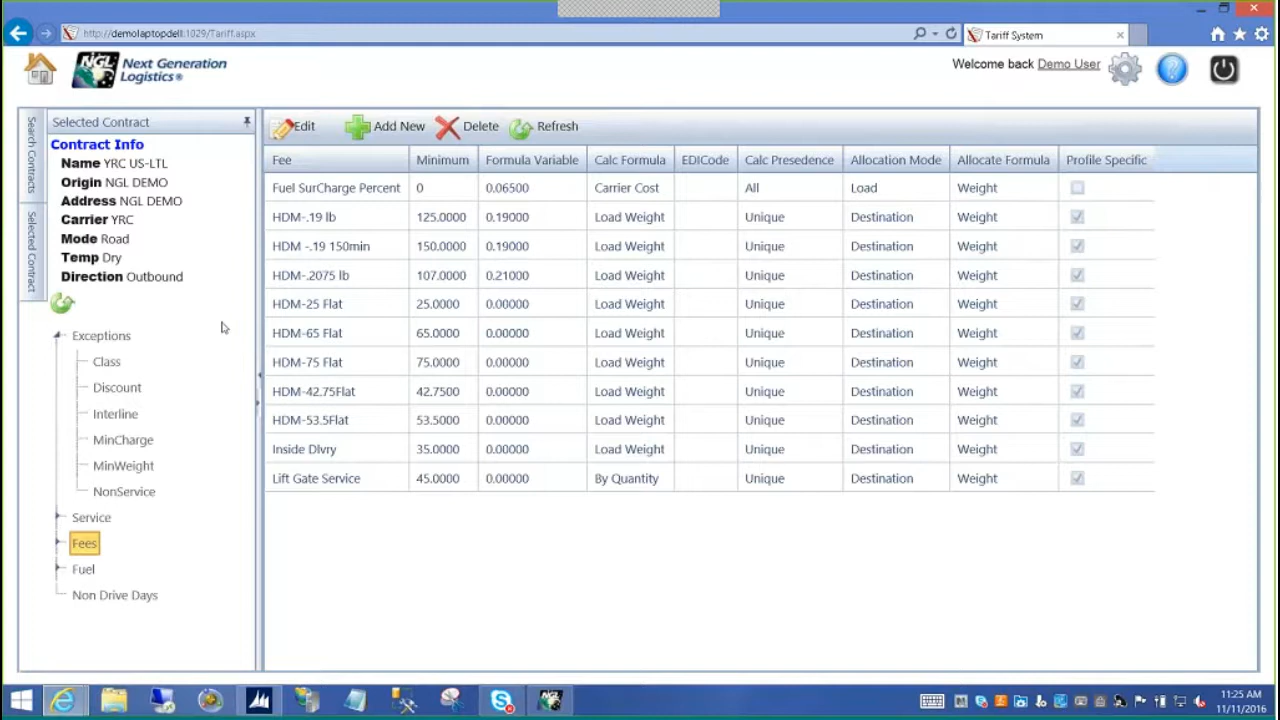 http://demolaptopdell:1029/Tariff.aspx
Tariff System
NGL
Next Generation
Logistics®
Welcome back Demo User
Search Contracts
Selected Contract
Selected Contract
Contract Info
Name YRC US-LTL
Origin NGL DEMO
Address NGL DEMO
Carrier YRC
Mode Road
Temp Dry
Direction Outbound
Exceptions
Class
Discount
Interline
MinCharge
MinWeight
NonService
Service
Fees
Fuel
Non Drive Days
Edit Add New Delete Refresh
Fee Minimum Formula Variable Calc Formula EDICode Calc Presedence Allocation Mode Allocate Formula Profile Specific
Fuel SurCharge Percent 0 0.06500 Carrier Cost All Load Weight
HDM-.19 lb 125.0000 0.19000 Load Weight Unique Destination Weight
HDM -.19 150min 150.0000 0.19000 Load Weight Unique Destination Weight
HDM-.2075 lb 107.0000 0.21000 Load Weight Unique Destination Weight
HDM-25 Flat 25.0000 0.00000 Load Weight Unique Destination Weight
HDM-65 Flat 65.0000 0.00000 Load Weight Unique Destination Weight
HDM-75 Flat 75.0000 0.00000 Load Weight Unique Destination Weight
HDM-42.75Flat 42.7500 0.00000 Load Weight Unique Destination Weight
HDM-53.5Flat 53.5000 0.00000 Load Weight Unique Destination Weight
Inside Dlvry 35.0000 0.00000 Load Weight Unique Destination Weight
Lift Gate Service 45.0000 0.00000 By Quantity Unique Destination Weight
11:25 AM
11/11/2016